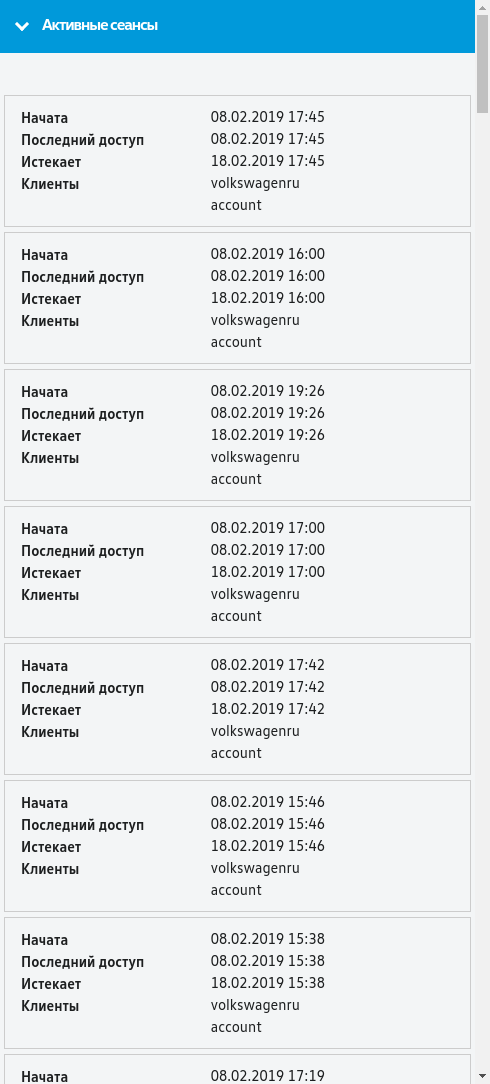 Активные сеансы
Начата 08.02.2019 17:45
Последний доступ 08.02.2019 17:45
Истекает 18.02.2019 17:45
Клиенты volkswagenru
account
Начата 08.02.2019 16:00
Последний доступ 08.02.2019 16:00
Истекает 18.02.2019 16:00
Клиенты volkswagenru
account
Начата 08.02.2019 19:26
Последний доступ 08.02.2019 19:26
Истекает 18.02.2019 19:26
Клиенты volkswagenru
account
Начата 08.02.2019 17:00
Последний доступ 08.02.2019 17:00
Истекает 18.02.2019 17:00
Клиенты volkswagenru
account
Начата 08.02.2019 17:42
Последний доступ 08.02.2019 17:42
Истекает 18.02.2019 17:42
Клиенты volkswagenru
account
Начата 08.02.2019 15:46
Последний доступ 08.02.2019 15:46
Истекает 18.02.2019 15:46
Клиенты volkswagenru
account
Начата 08.02.2019 15:38
Последний доступ 08.02.2019 15:38
Истекает 18.02.2019 15:38
Клиенты volkswagenru
account
Начата 08.02.2019 17:19